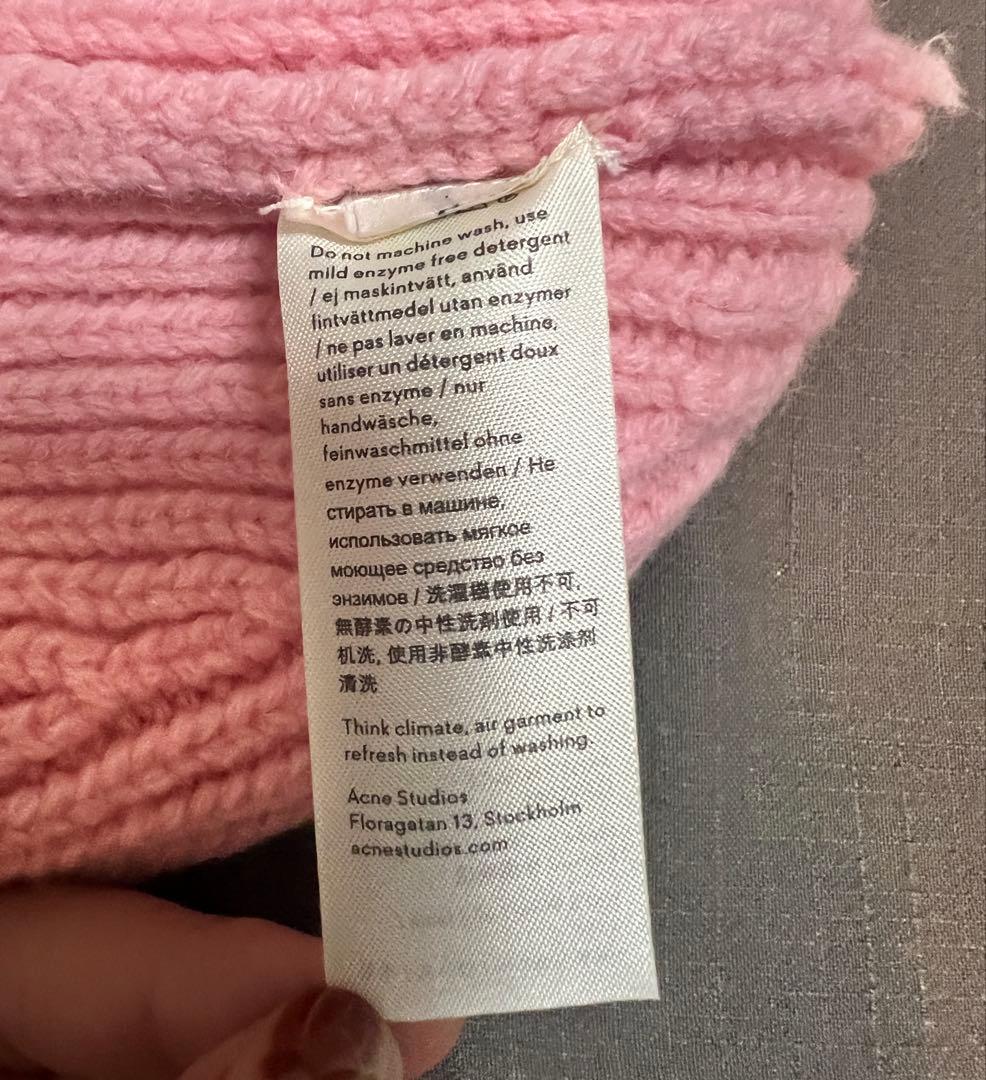 Do not machine wash, use
mild enzyme free detergent
/ ej maskintvätt, använd
fintvättmedel utan enzymer
/ ne pas laver en machine,
utiliser un détergent doux
sans enzyme / nur
handwäsche,
feinwaschmittel ohne
enzyme verwenden / Не
стирать в машине,
использовать мягкое
моющее средство без
энзимов / 洗濯機使用不可,
無酵素の中性洗剤使用 / 不可
机洗, 使用非酵素中性洗涤剂
清洗
Think climate, air garment to
refresh instead of washing.
Acne Studios
Floragatan 13, Stockholm
acnestudios.com